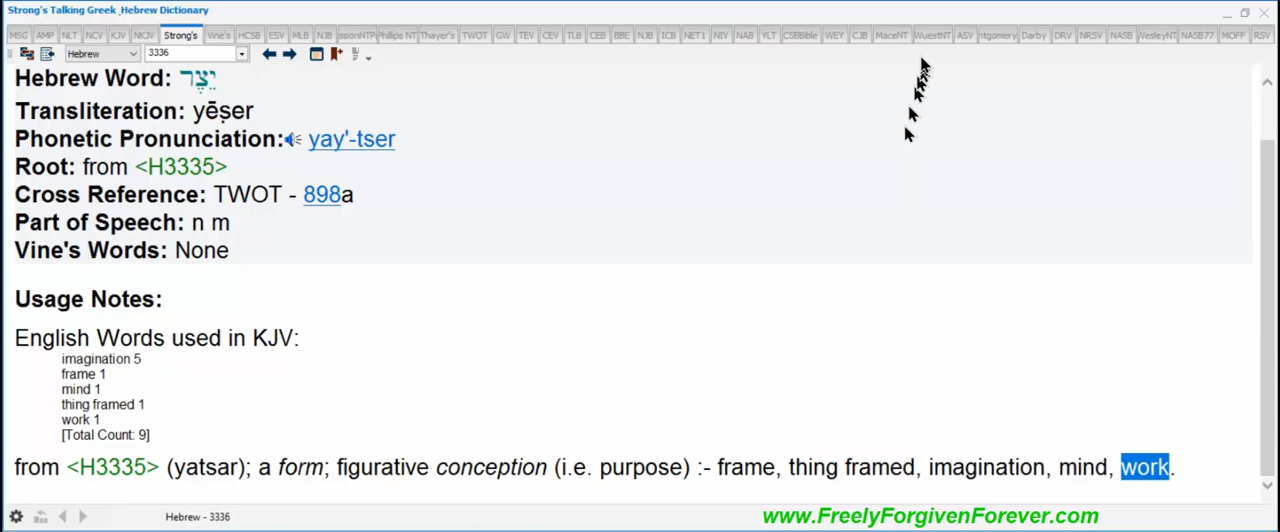 Strong's Talking Greek_Hebrew Dictionary
MSG AMP NLT NCV KJV NKJV Strong's Vine's HCSB ESV MLB NJB ssionNTP Phillips NT Thayer's TWOT GW TEV CEV TLB CEB BBE NJB ICB NET1 NIV NAB YLT CSBBible WEY CJB MaceNT WuestNT ASV ntgomery Darby DRV NRSV NASB WesleyNT NASB77 MOFF RSV
Hebrew 3336
Hebrew Word: יֵצֶר
Transliteration: yēṣer
Phonetic Pronunciation: yay'-tser
Root: from <H3335>
Cross Reference: TWOT - 898a
Part of Speech: n m
Vine's Words: None
Usage Notes:
English Words used in KJV:
imagination 5
frame 1
mind 1
thing framed 1
work 1
[Total Count: 9]
from <H3335> (yatsar); a form; figurative conception (i.e. purpose) :- frame, thing framed, imagination, mind, work.
Hebrew - 3336
www.FreelyForgivenForever.com